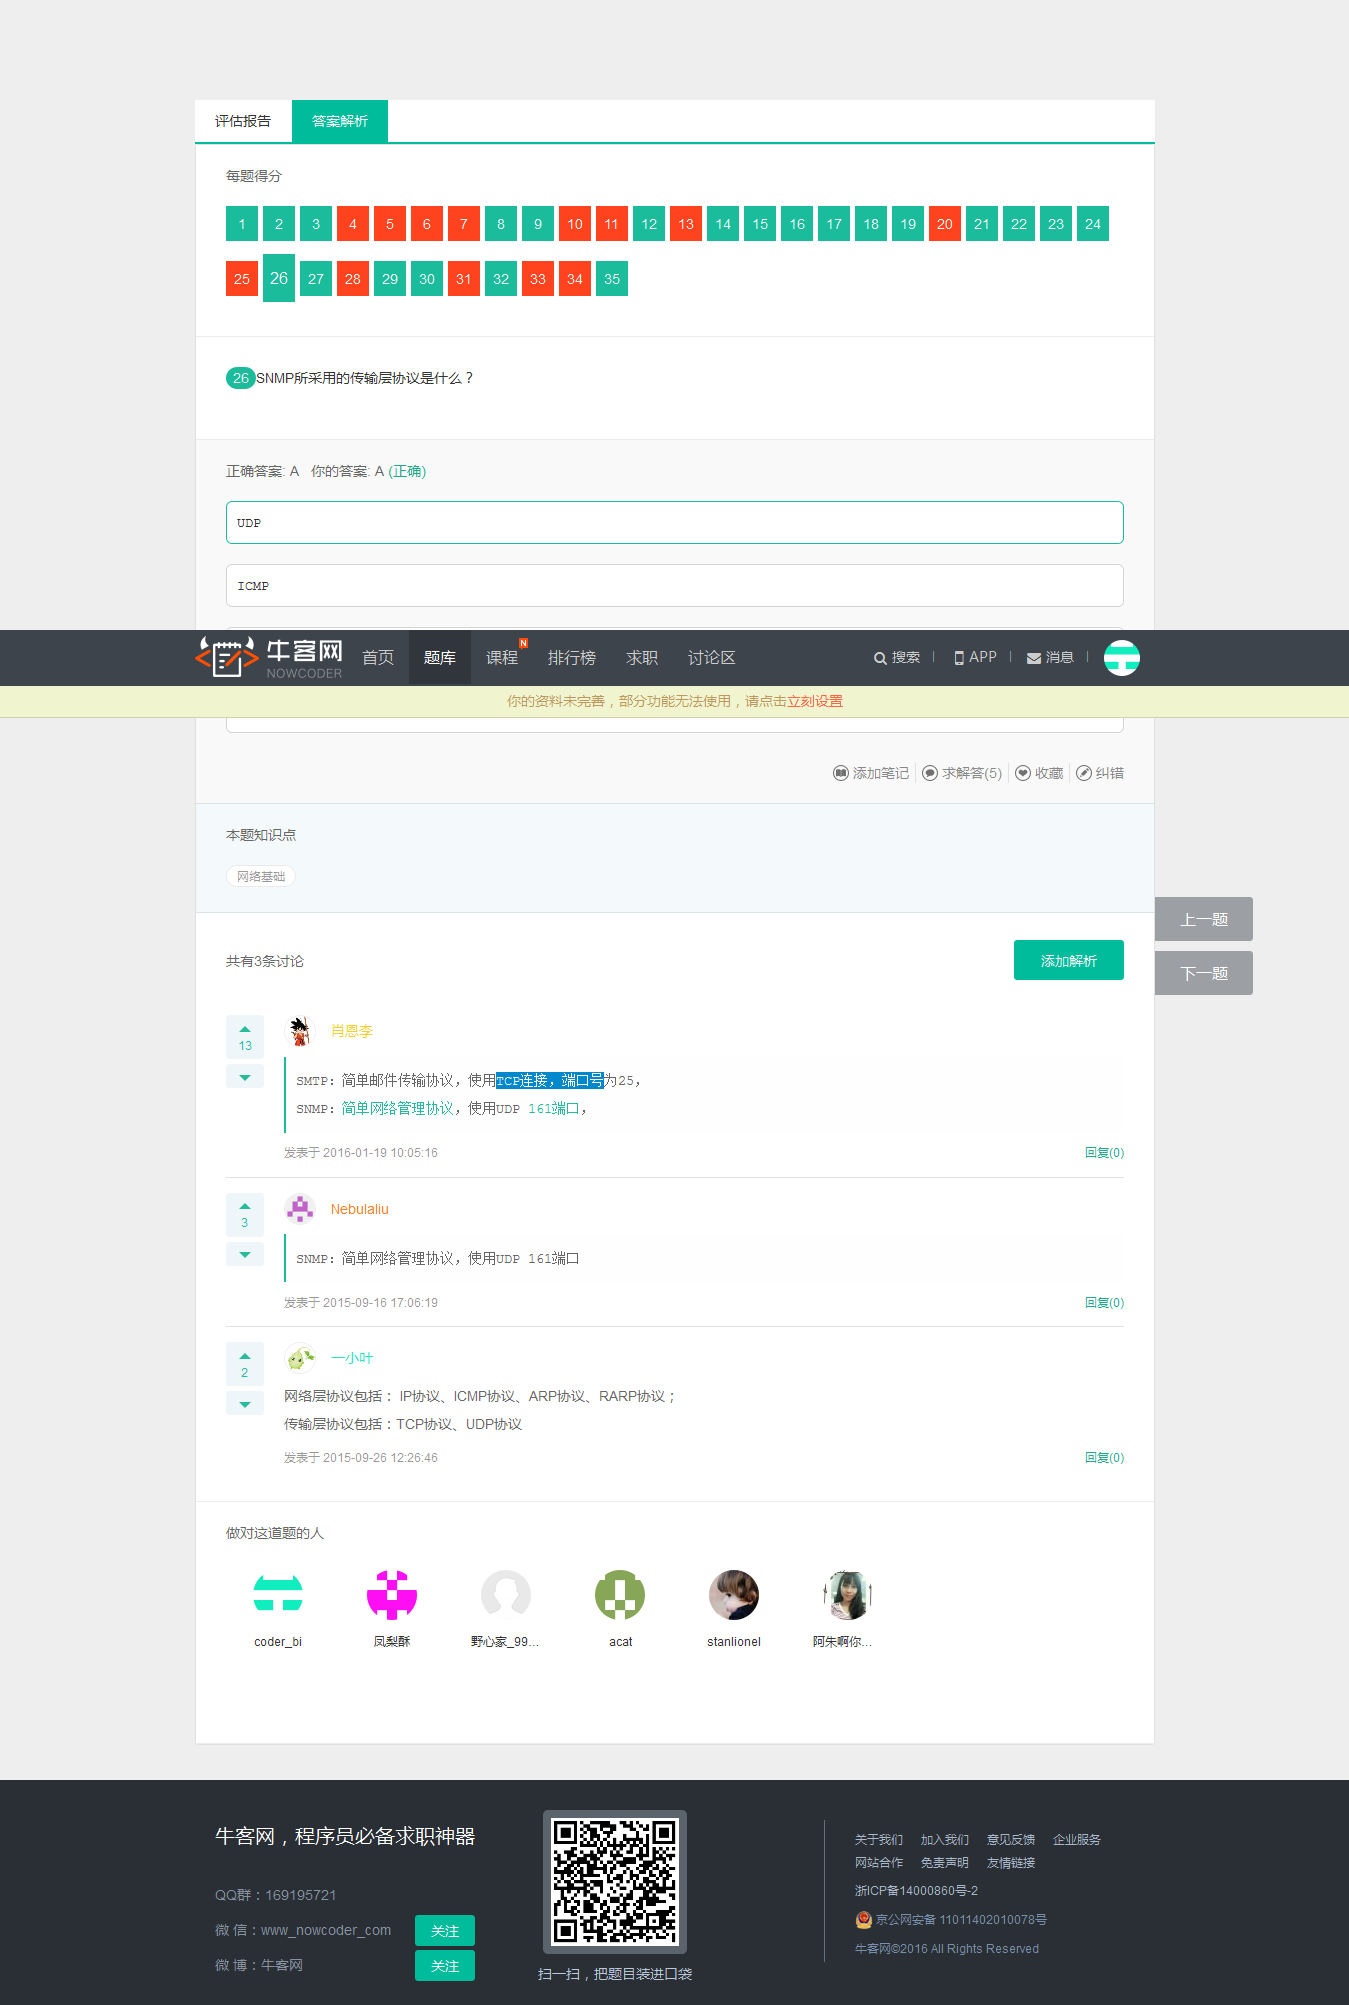 评估报告 答案解析
每题得分
1 2 3 4 5 6 7 8 9 10 11 12 13 14 15 16 17 18 19 20 21 22 23 24
25 26 27 28 29 30 31 32 33 34 35
26 SNMP所采用的传输层协议是什么？
正确答案: A 你的答案: A (正确)
UDP
ICMP
牛客网 NOWCODER 首页 题库 课程 N 排行榜 求职 讨论区 搜索 APP 消息
你的资料未完善，部分功能无法使用，请点击立刻设置
添加笔记 求解答(5) 收藏 纠错
本题知识点
网络基础
上一题
下一题
共有3条讨论 添加解析
13 肖恩李
SMTP：简单邮件传输协议，使用TCP连接，端口号为25，
SNMP：简单网络管理协议，使用UDP 161端口，
发表于 2016-01-19 10:05:16 回复(0)
3 Nebulaliu
SNMP：简单网络管理协议，使用UDP 161端口
发表于 2015-09-16 17:06:19 回复(0)
2 一小叶
网络层协议包括： IP协议、ICMP协议、ARP协议、RARP协议；
传输层协议包括：TCP协议、UDP协议
发表于 2015-09-26 12:26:46 回复(0)
做对这道题的人
coder_bi 凤梨酥 野心家_99... acat stanlionel 阿朱啊你...
牛客网，程序员必备求职神器
QQ群：169195721
微 信：www_nowcoder_com 关注
微 博：牛客网 关注
扫一扫，把题目装进口袋
关于我们 加入我们 意见反馈 企业服务
网站合作 免责声明 友情链接
浙ICP备14000860号-2
京公网安备 11011402010078号
牛客网©2016 All Rights Reserved